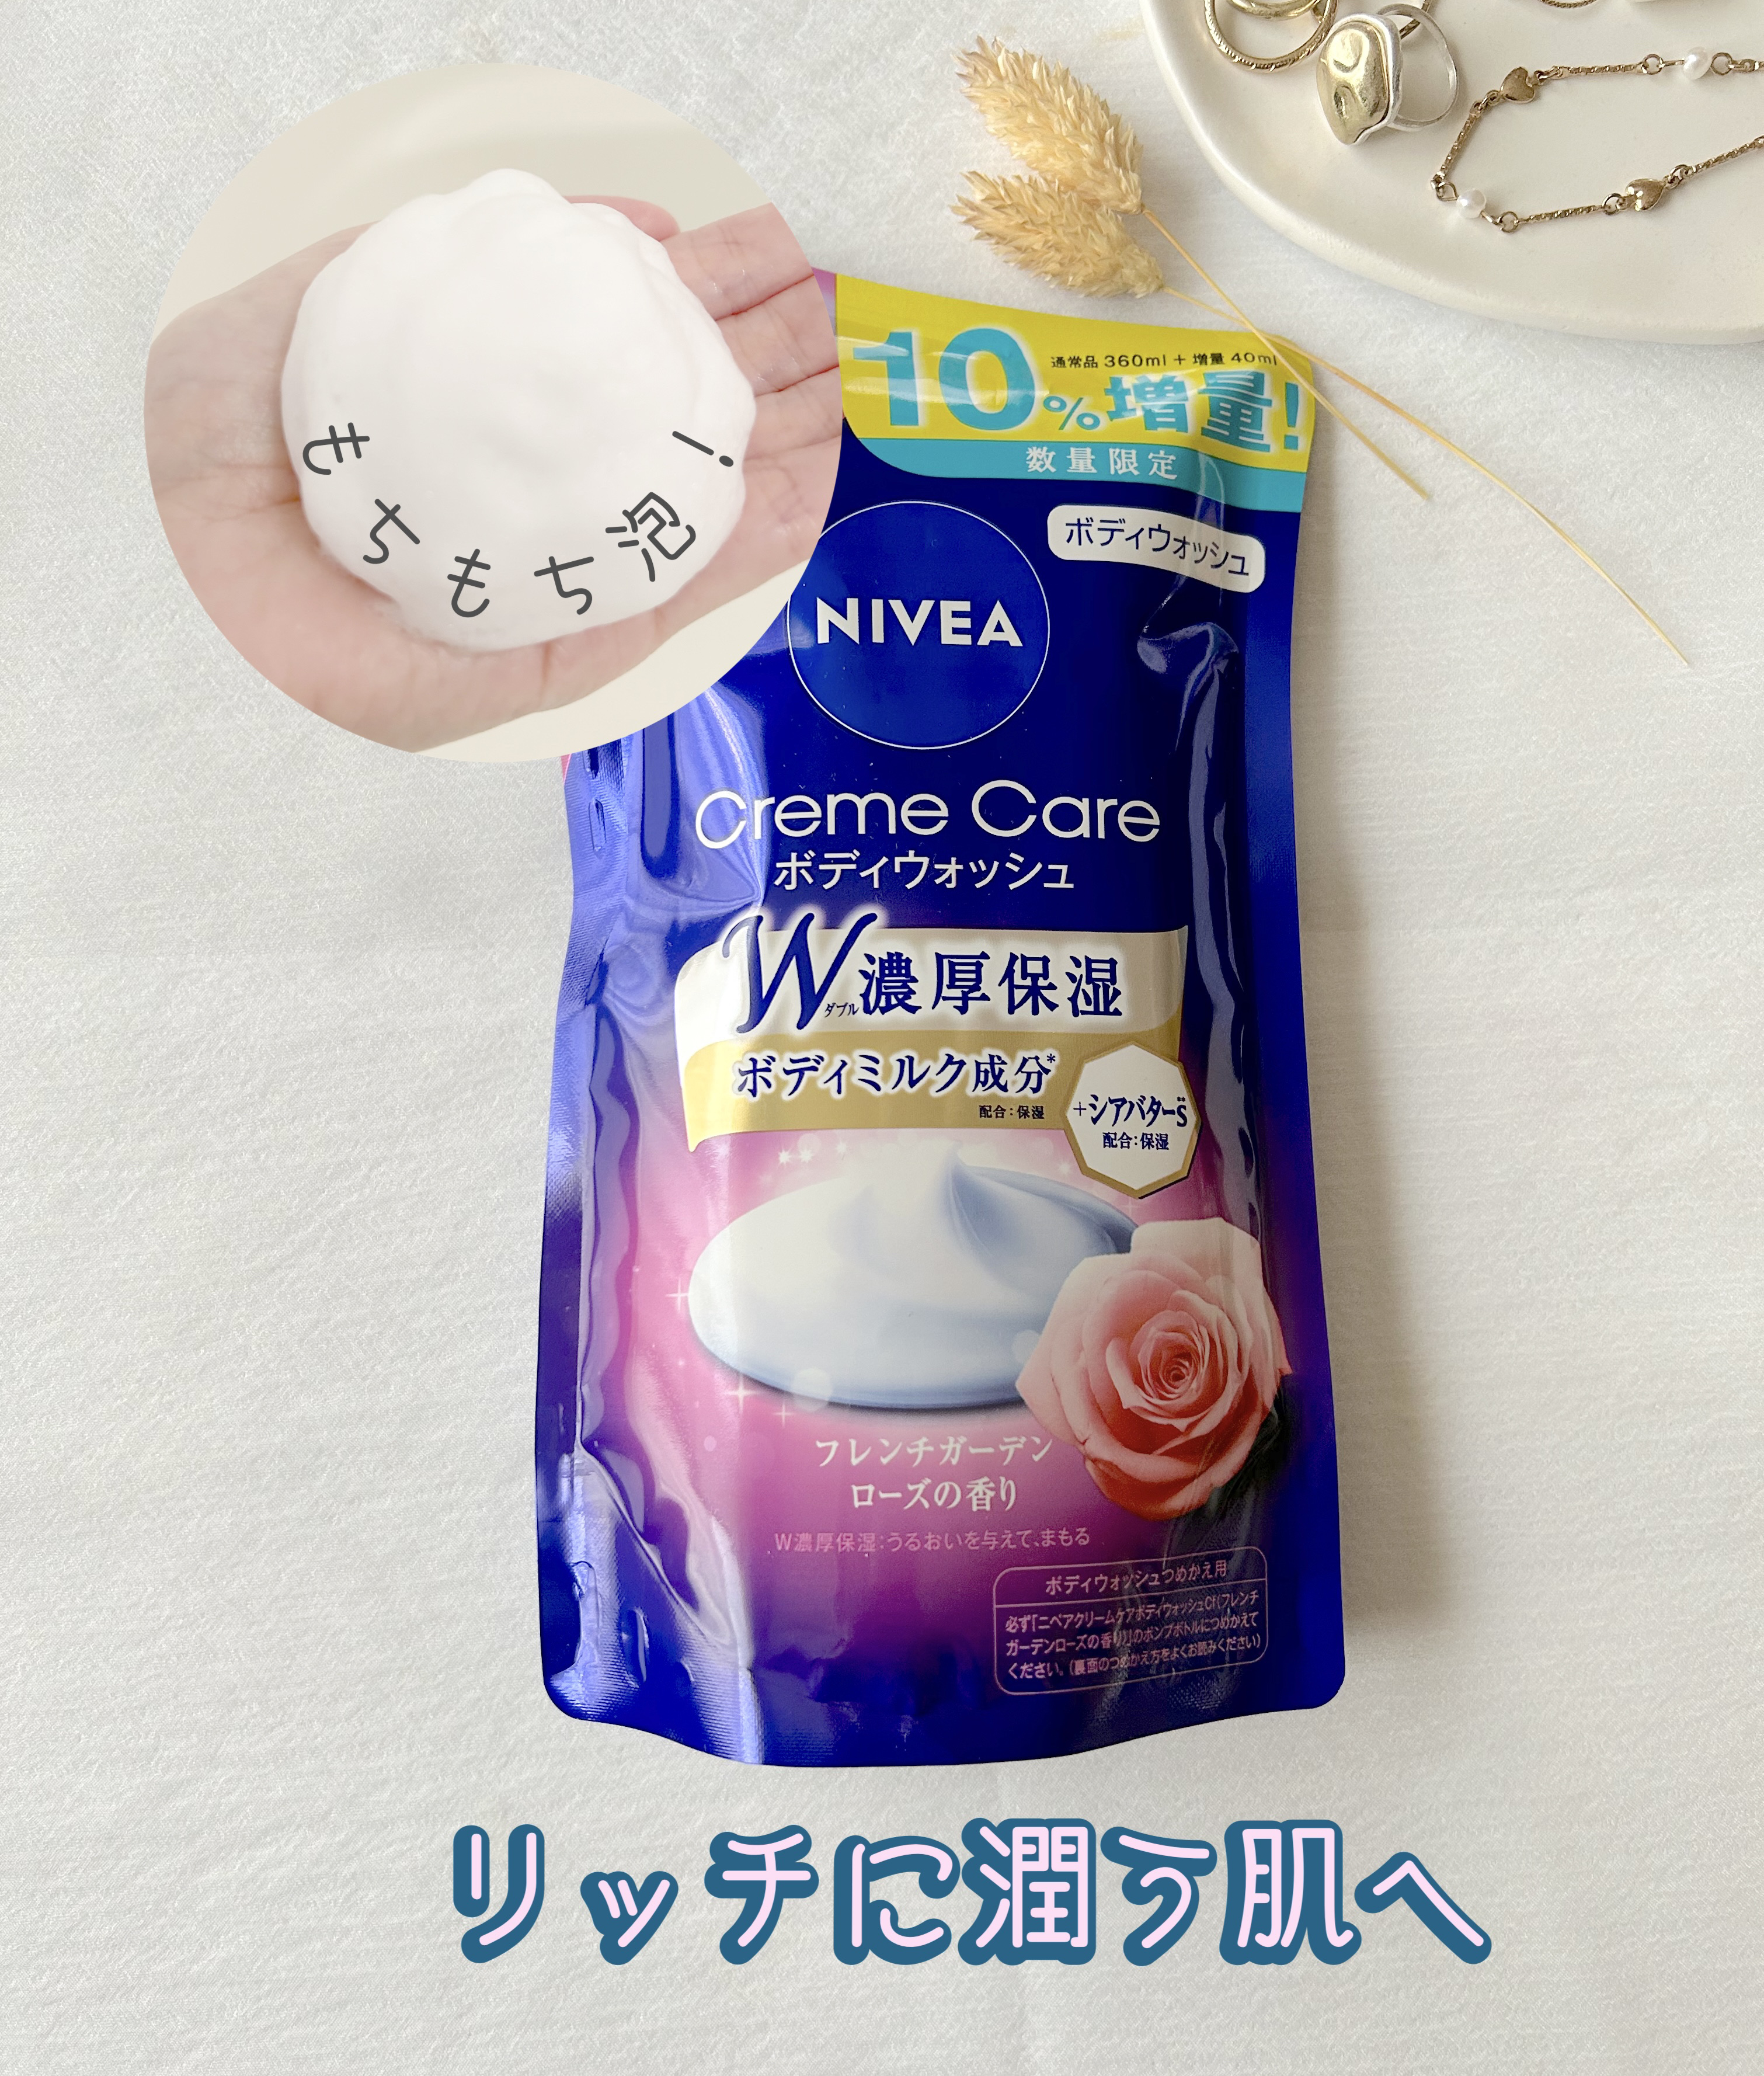 もちもち泡!
通常品 360ml + 増量 40ml
10%増量!
数量限定
ボディウォッシュ
NIVEA
Creme Care
ボディウォッシュ
W濃厚保湿
ダブル
ボディミルク成分*
配合:保湿
+シアバターS
配合:保湿
フレンチガーデン
ローズの香り
W濃厚保湿:うるおいを与えて、まもる
ボディウォッシュつめかえ用
必ず「ニベアクリームケアボディウォッシュCf(フレンチ
ガーデンローズの香り)」のポンプボトルにつめかえて
ください。(裏面のつめかえ方をよくお読みください)
リッチに潤う肌へ